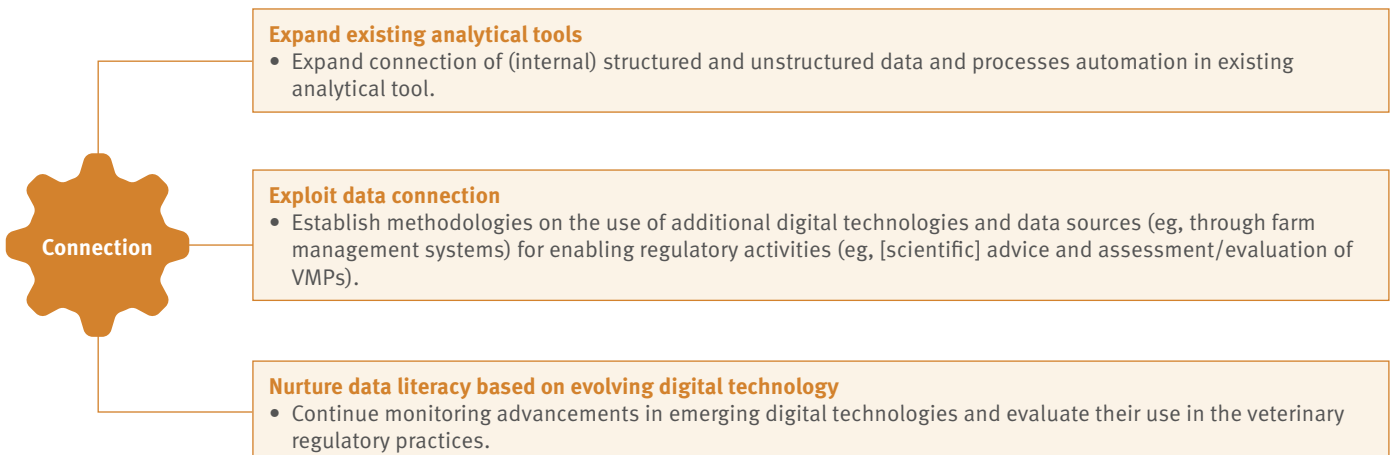 Expand existing analytical tools
• Expand connection of (internal) structured and unstructured data and processes automation in existing
analytical tool.
Exploit data connection
• Establish methodologies on the use of additional digital technologies and data sources (eg, through farm
management systems) for enabling regulatory activities (eg, [scientific] advice and assessment/evaluation of
VMPs).
Connection
Nurture data literacy based on evolving digital technology
• Continue monitoring advancements in emerging digital technologies and evaluate their use in the veterinary
regulatory practices.